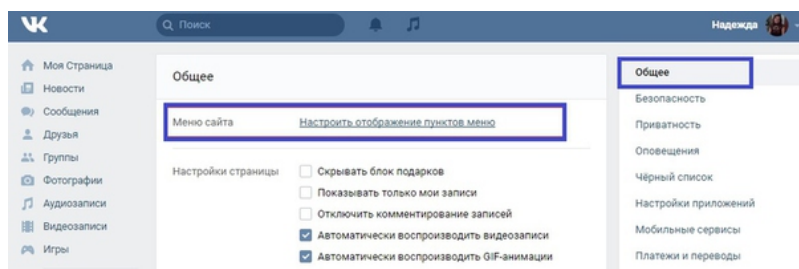 Поиск
Надежда
Моя Страница
Новости
Сообщения
Друзья
Группы
Фотографии
Аудиозаписи
Видеозаписи
Игры
Общее
Меню сайта Настроить отображение пунктов меню
Настройки страницы Скрывать блок подарков
Показывать только мои записи
Отключить комментирование записей
Автоматически воспроизводить видеозаписи
Автоматически воспроизводить GIF-анимации
Общее
Безопасность
Приватность
Оповещения
Чёрный список
Настройки приложений
Мобильные сервисы
Платежи и переводы